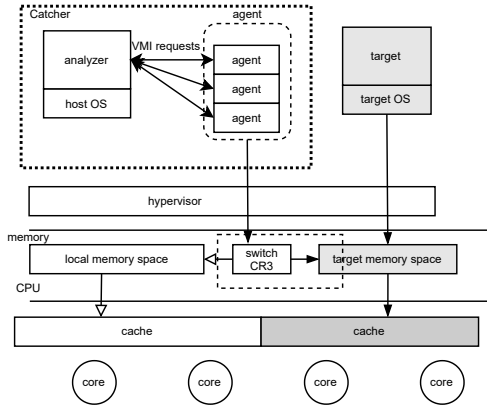 Catcher
agent
VMI requests
analyzer
host OS
agent
agent
agent
target
target OS
hypervisor
memory
local memory space
switch
CR3
target memory space
CPU
cache
cache
core
core
core
core